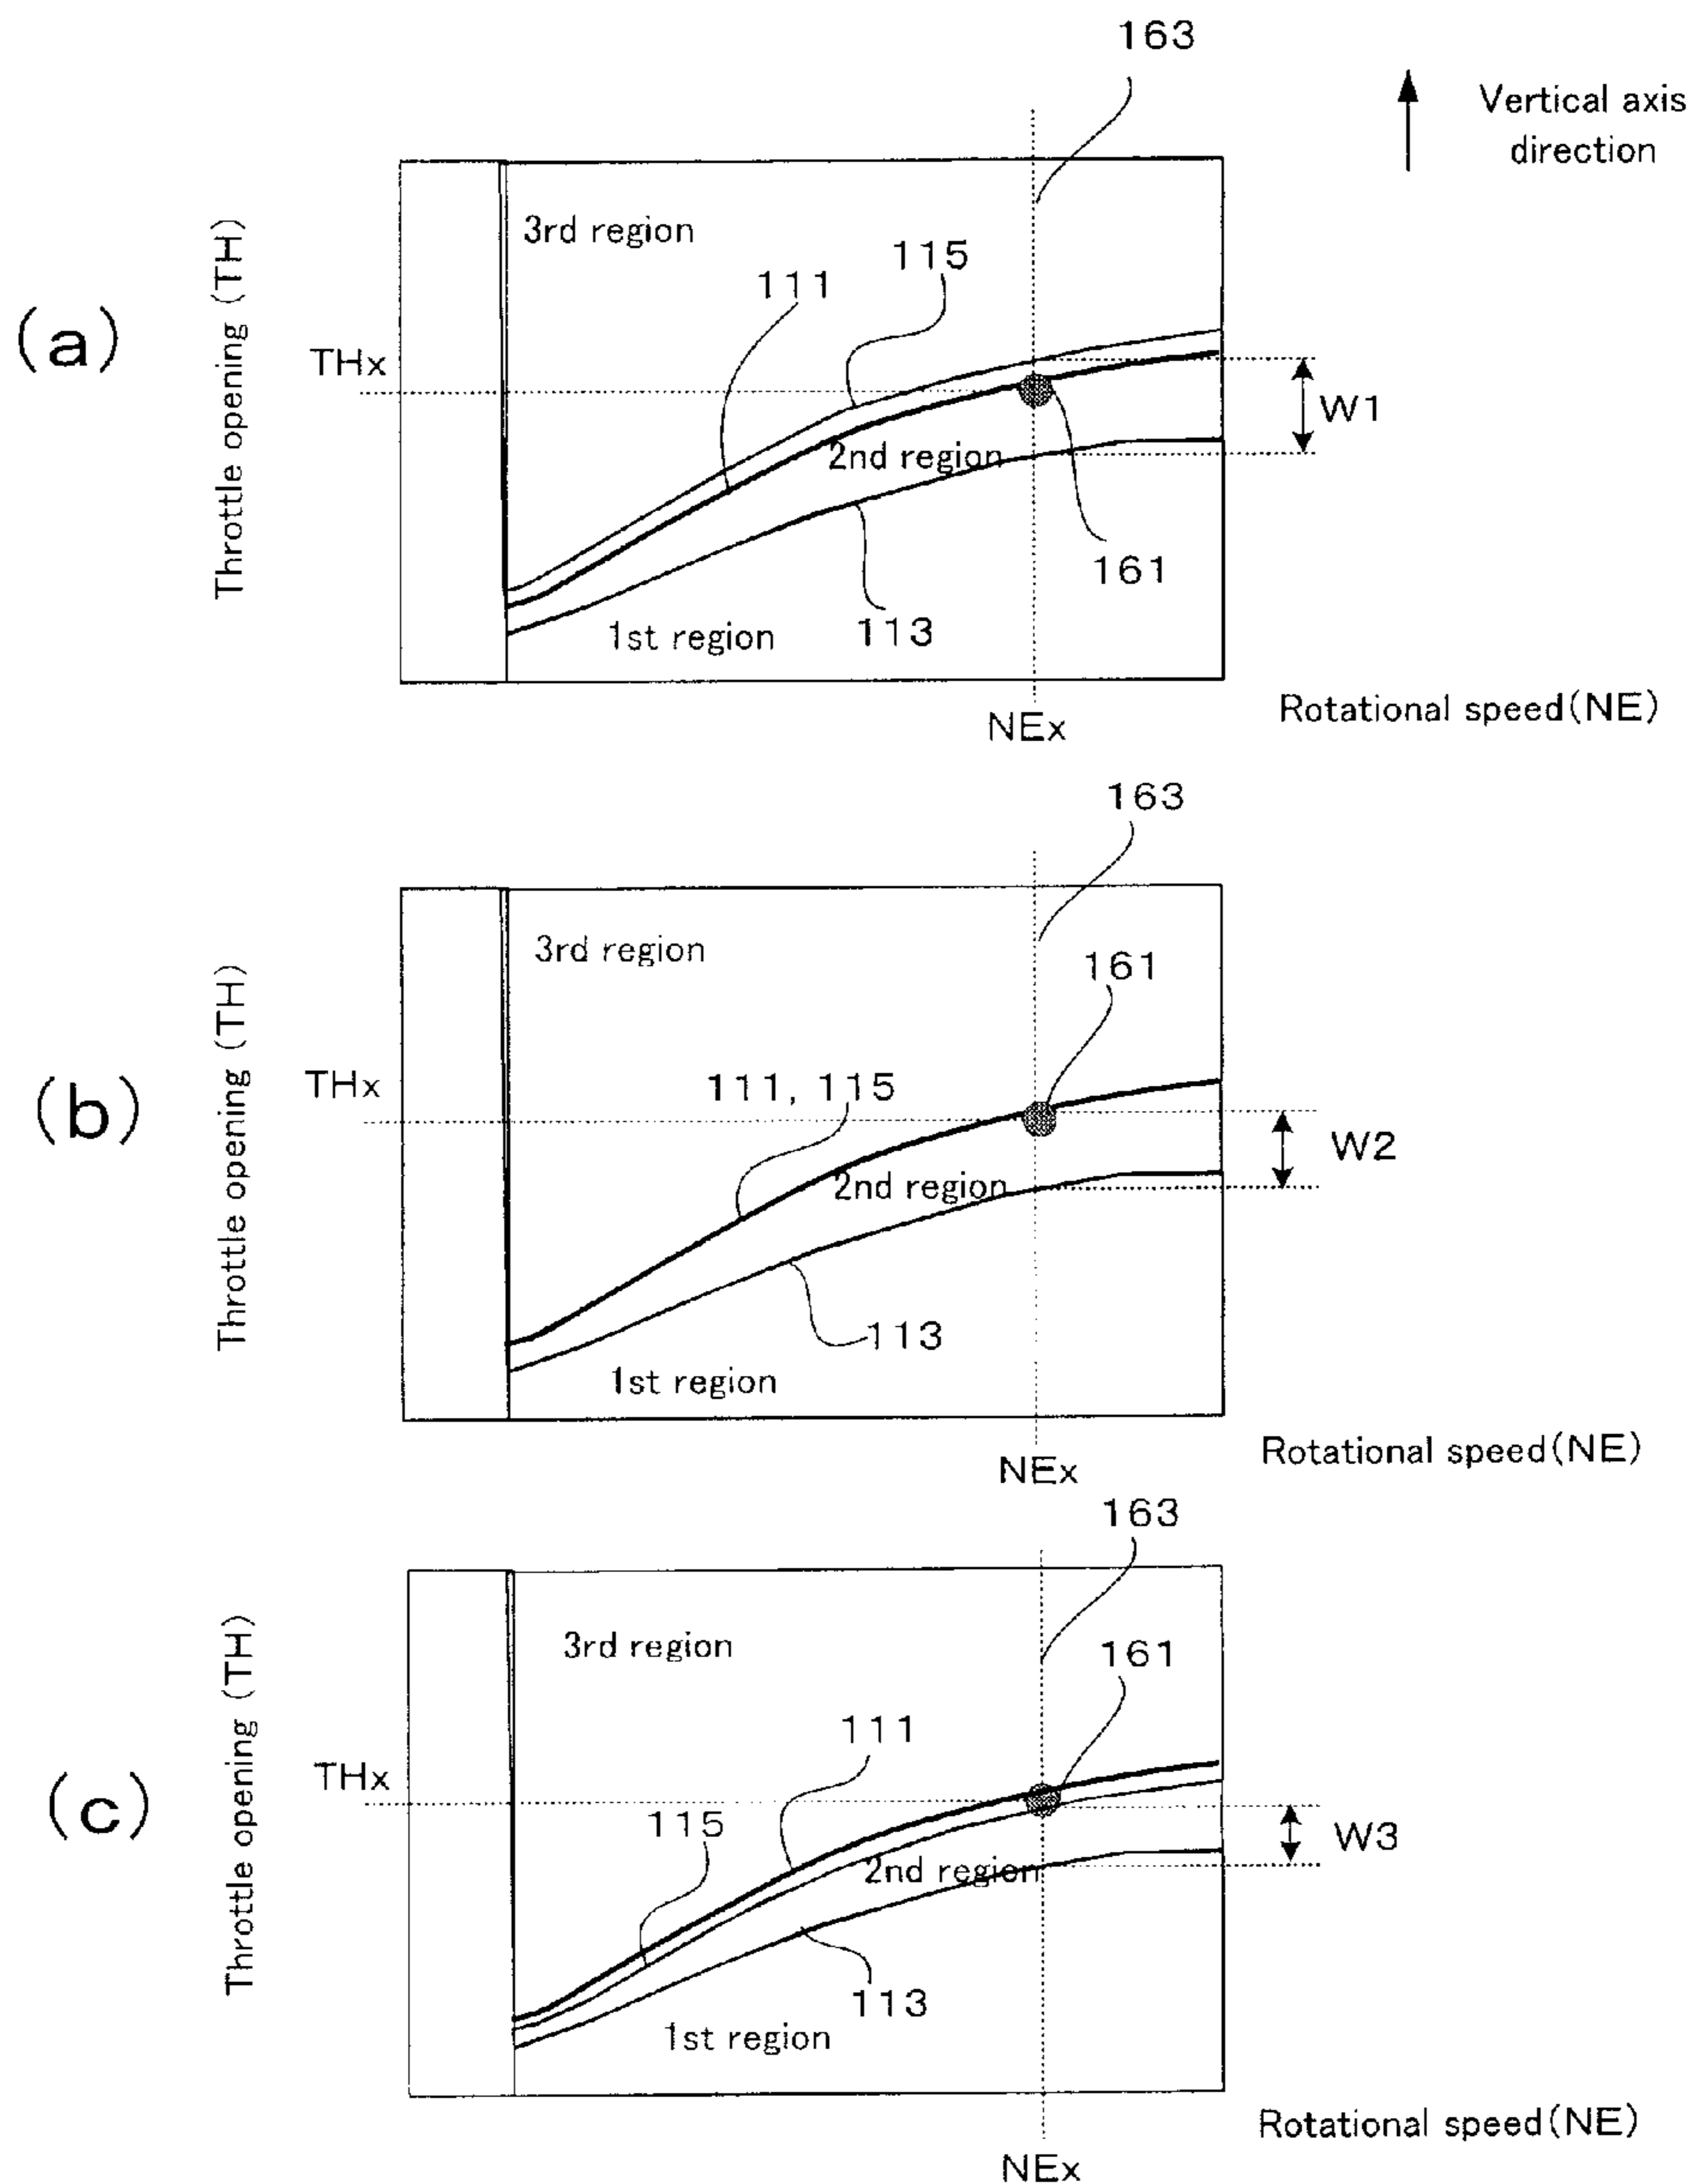 163
Vertical axis
direction
(a)
Throttle opening (TH)
3rd region
115
111
THx
W1
2nd region
161
1st region
113
NEx
Rotational speed(NE)
163
(b)
Throttle opening (TH)
3rd region
161
THx
111, 115
W2
2nd region
113
1st region
NEx
Rotational speed(NE)
163
(c)
Throttle opening (TH)
3rd region
161
111
THx
115
W3
2nd region
113
1st region
NEx
Rotational speed(NE)